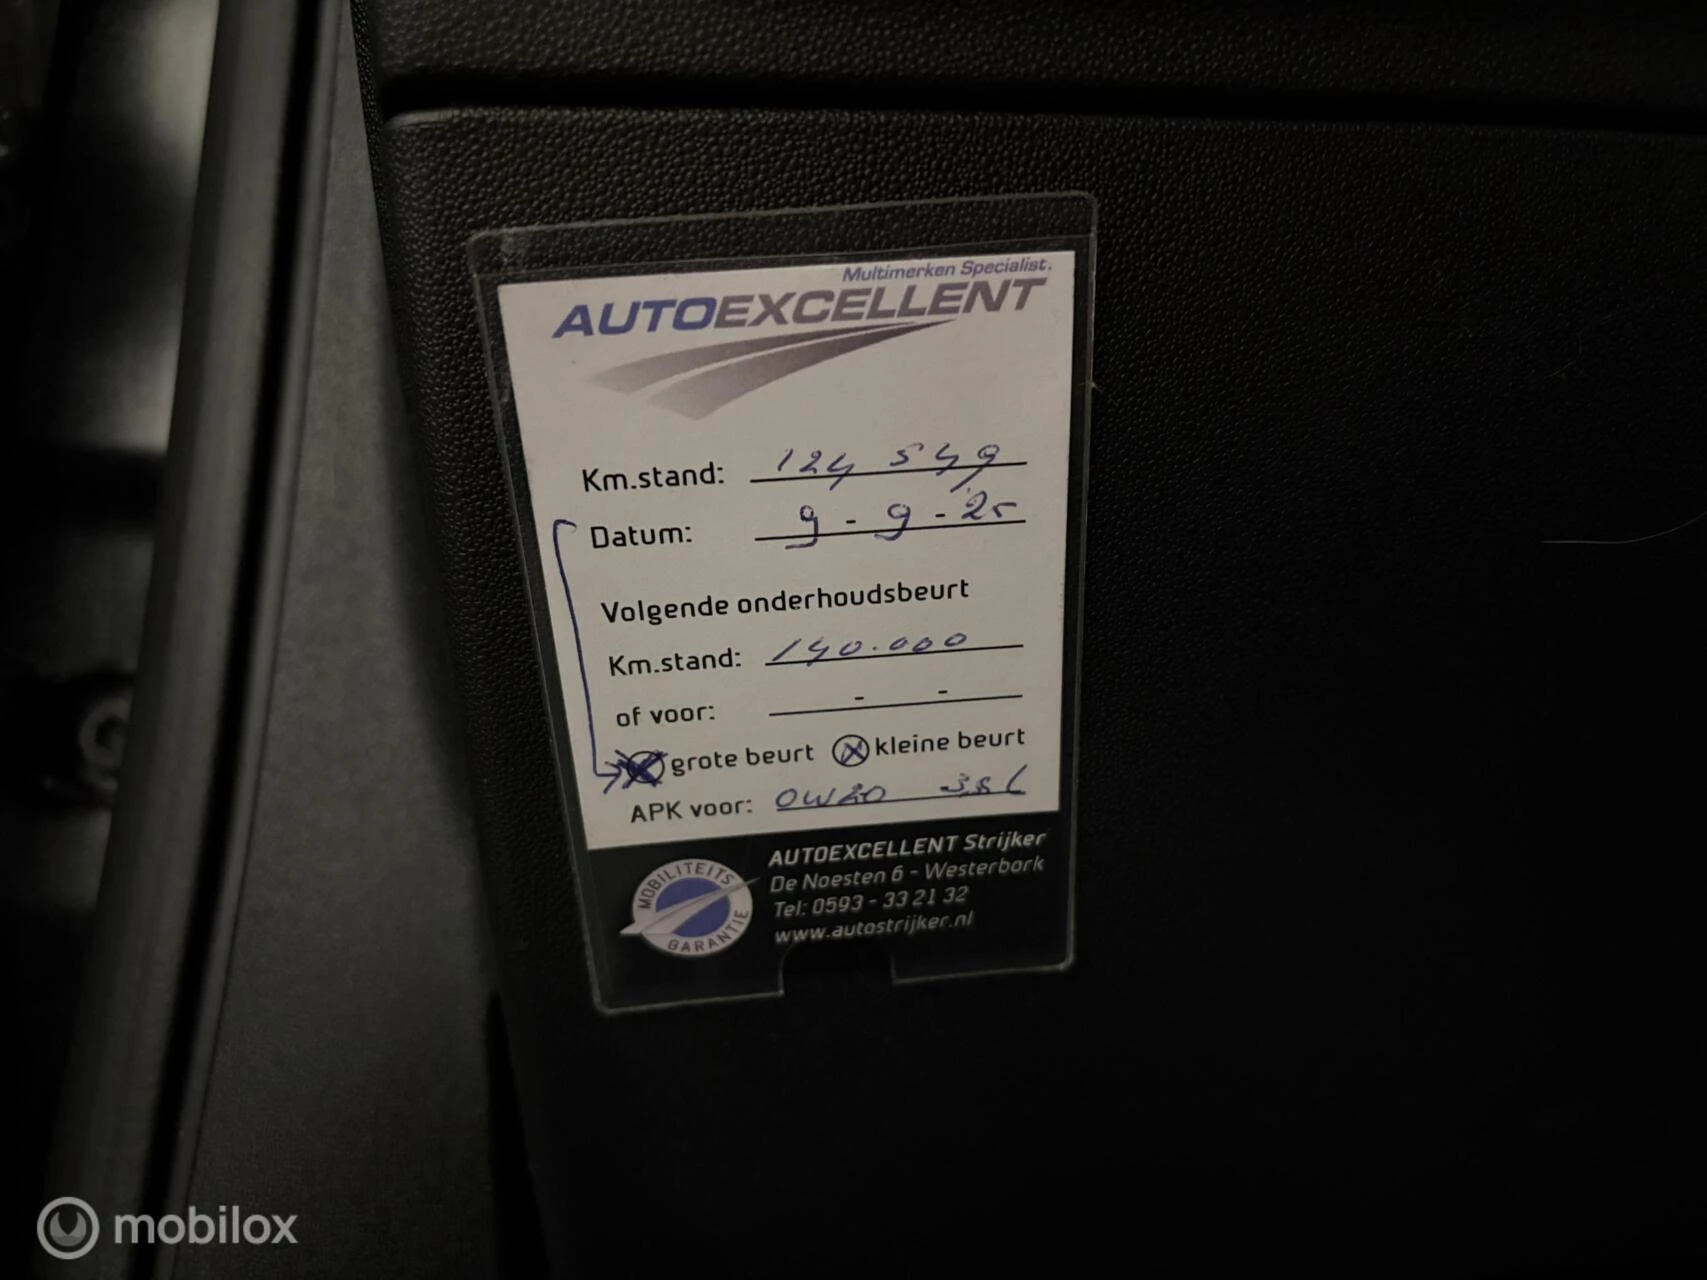 Multimerken Specialist.
AUTOEXCELLENT
Km.stand: 124 549
Datum: 9 - 9 - 25
Volgende onderhoudsbeurt
Km.stand: 140.000
of voor: - -
grote beurt kleine beurt
APK voor: 0W20
AUTOEXCELLENT Strijker
De Noesten 6 - Westerbork
Tel: 0593 - 33 21 32
www.autostrijker.nl
MOBILITEITS
GARANTIE
mobilox